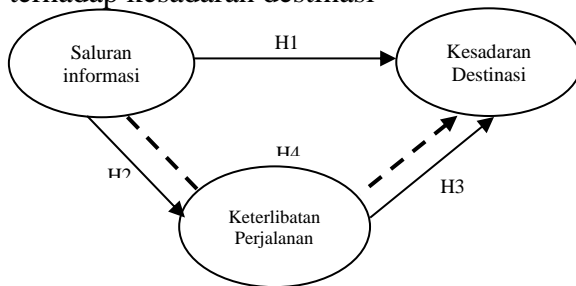 terhadap kesadaran destinasi
Saluran
informasi
H1
Kesadaran
Destinasi
H4
H2
H3
Keterlibatan
Perjalanan